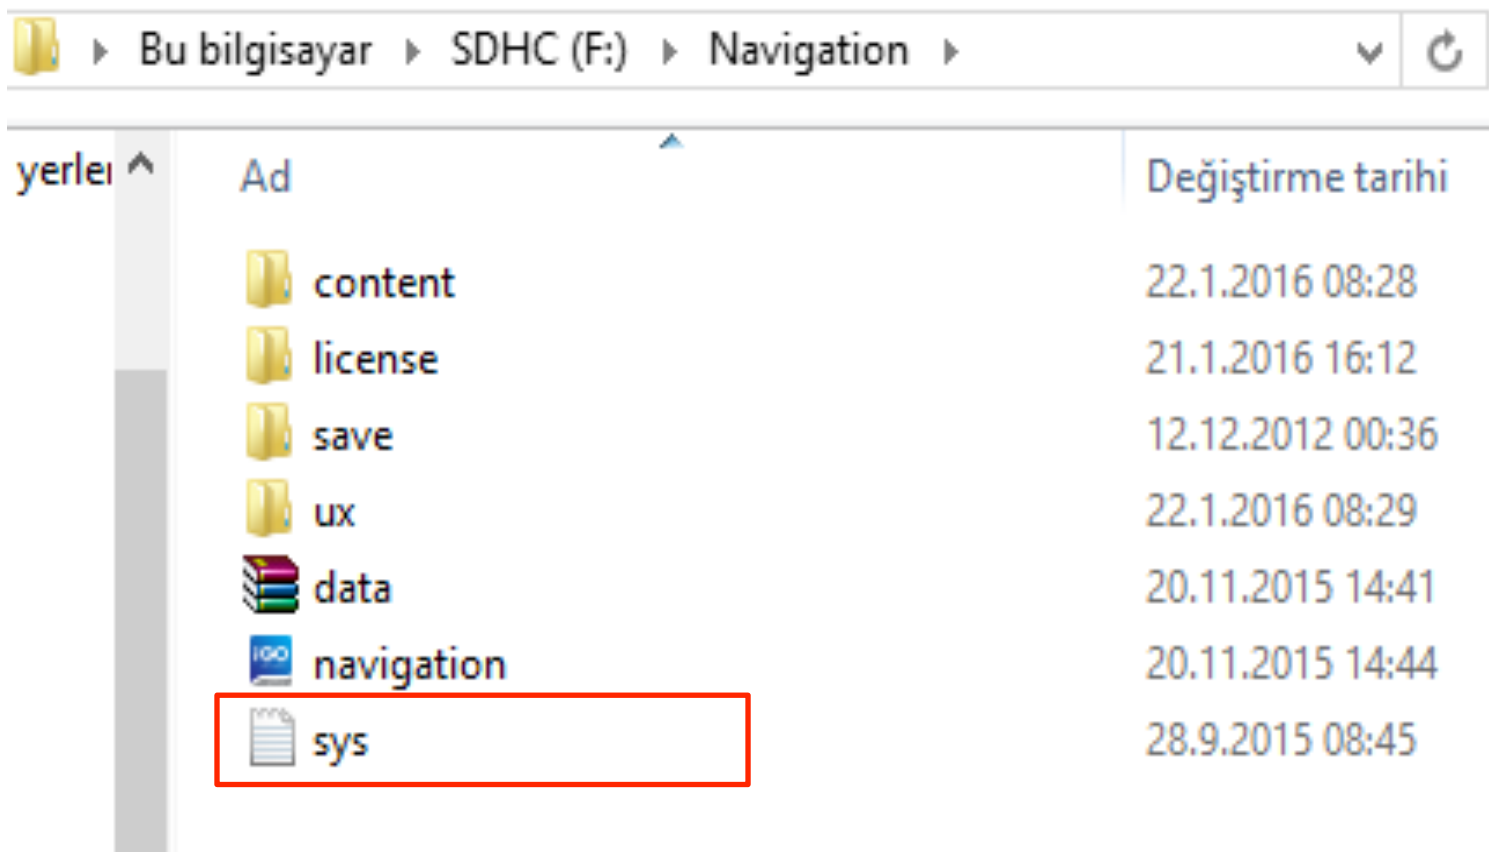 Bu bilgisayar SDHC (F:) Navigation
yerler
Ad Değiştirme tarihi
content 22.1.2016 08:28
license 21.1.2016 16:12
save 12.12.2012 00:36
ux 22.1.2016 08:29
data 20.11.2015 14:41
iGO navigation 20.11.2015 14:44
sys 28.9.2015 08:45